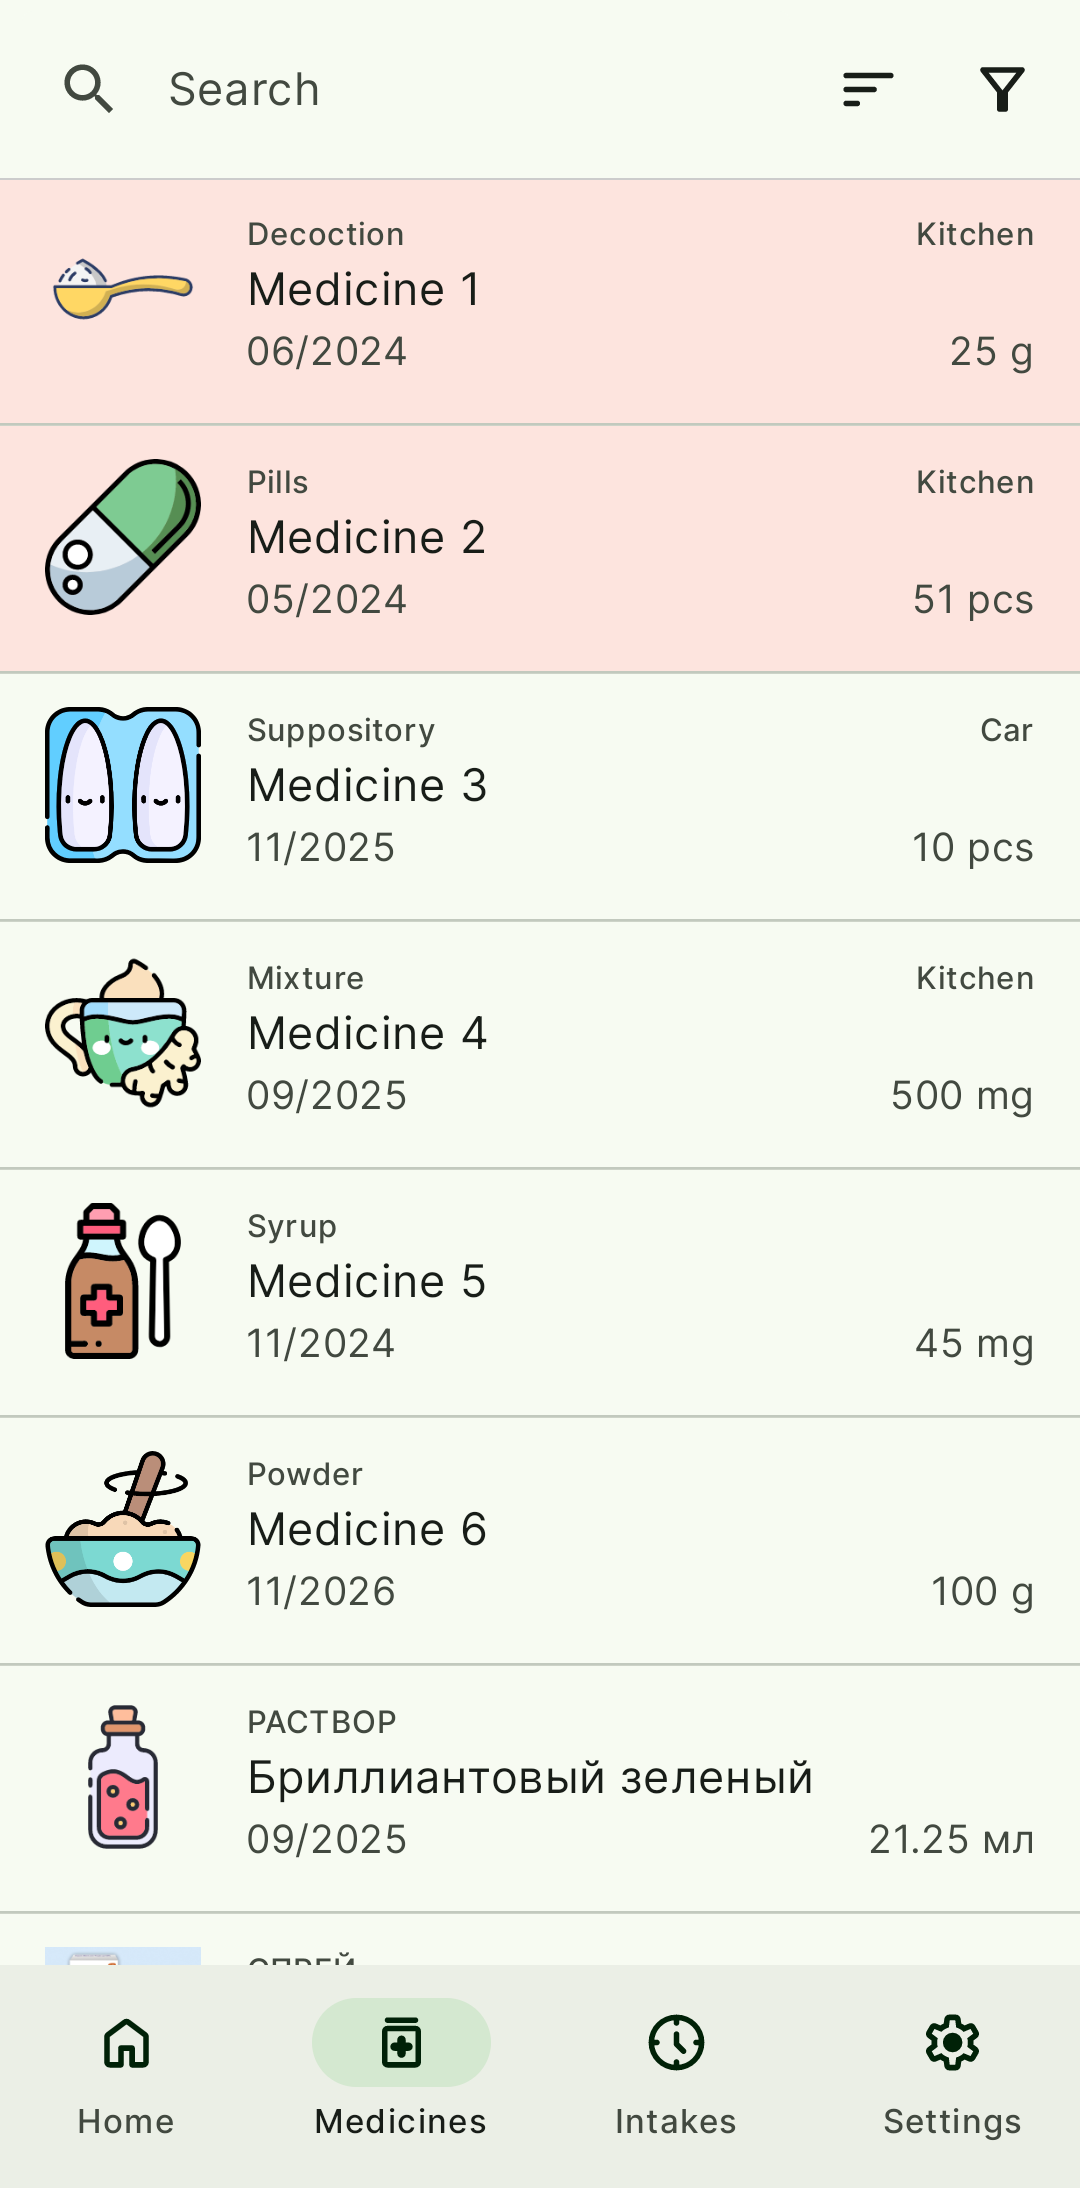 Search
Decoction
Kitchen
Medicine 1
06/2024
25 g
Pills
Kitchen
Medicine 2
05/2024
51 pcs
Suppository
Car
Medicine 3
11/2025
10 pcs
Mixture
Kitchen
Medicine 4
09/2025
500 mg
Syrup
Medicine 5
11/2024
45 mg
Powder
Medicine 6
11/2026
100 g
РАСТВОР
Бриллиантовый зеленый
09/2025
21.25 мл
СПРЕЙ
Home
Medicines
Intakes
Settings